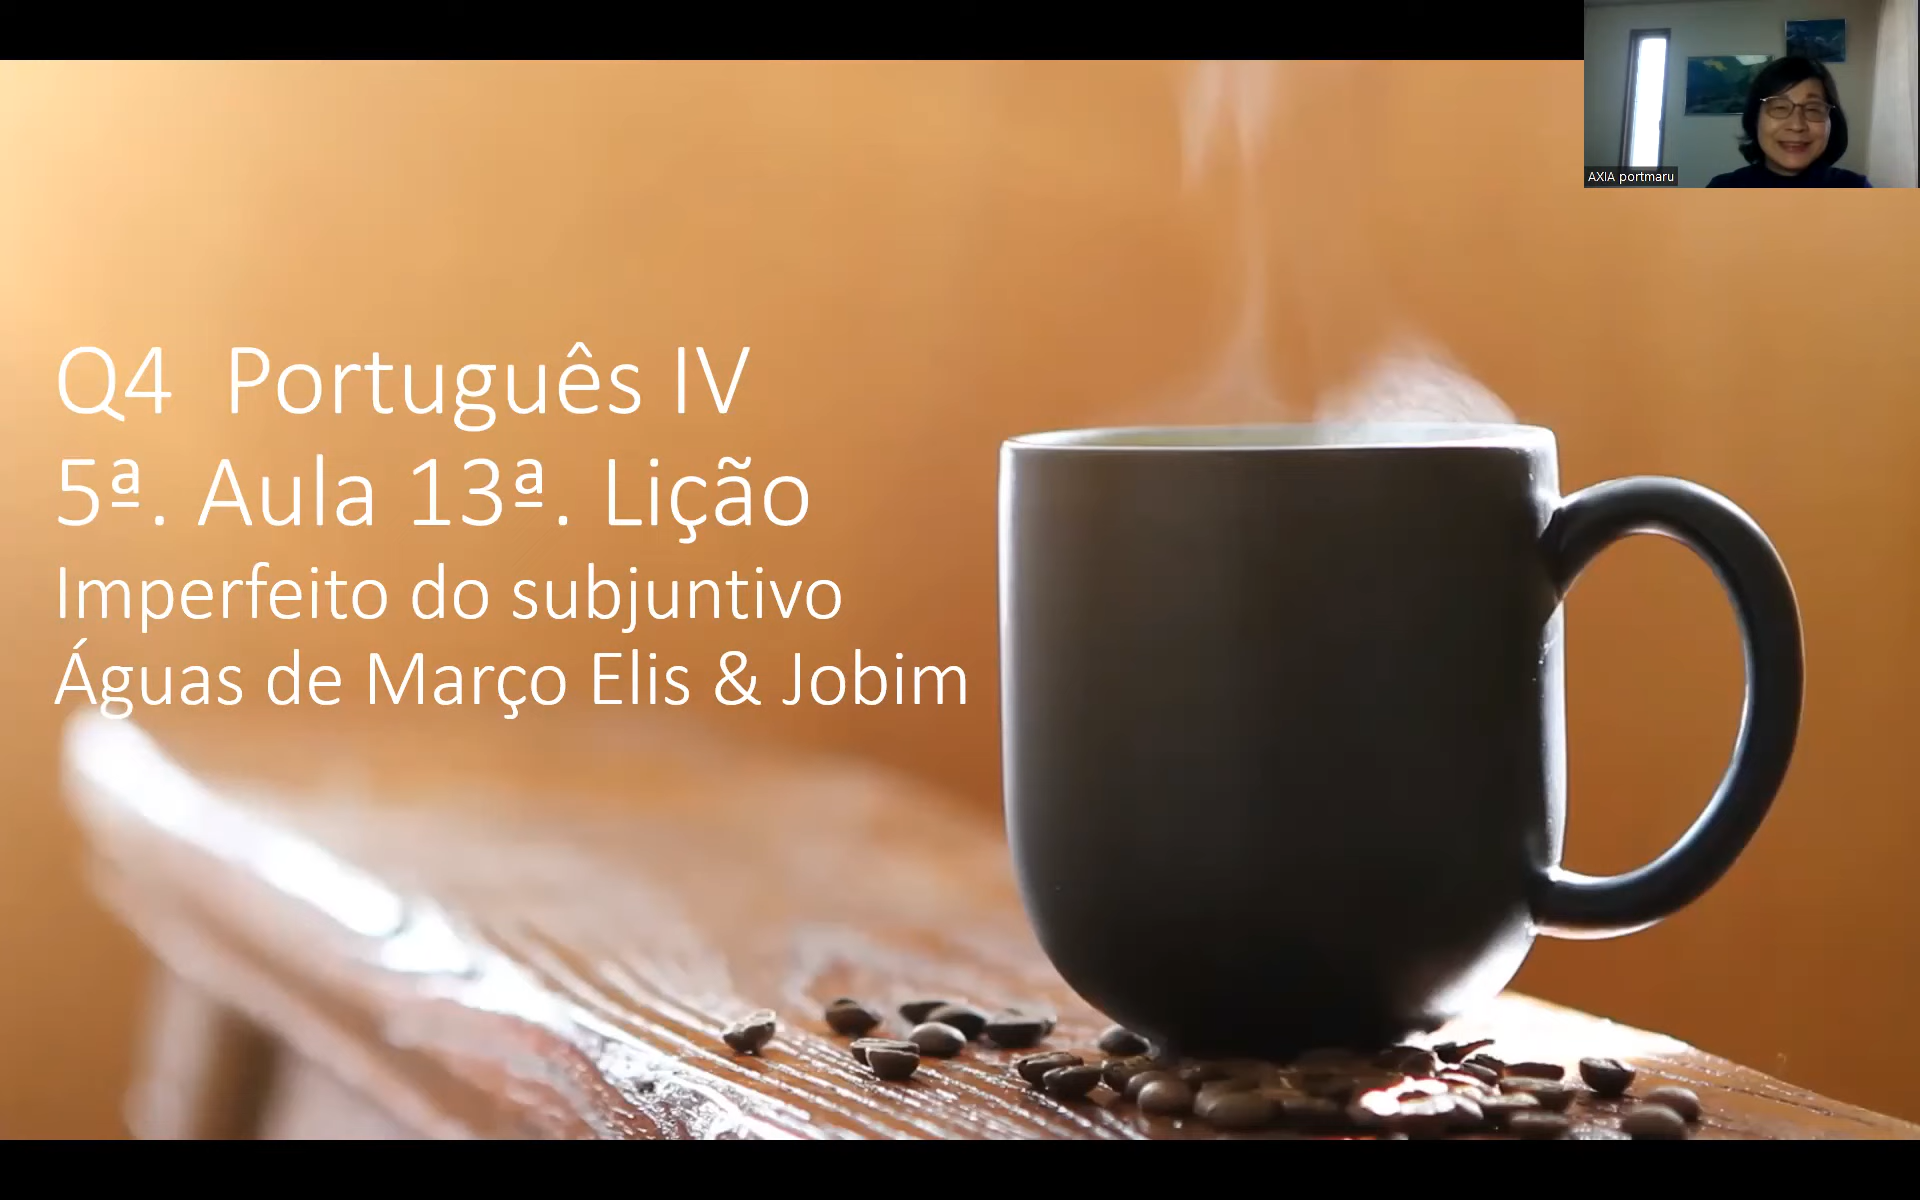 Q4 Português IV
5ª. Aula 13ª. Lição
Imperfeito do subjuntivo
Águas de Março Elis & Jobim
AXIA portmaru